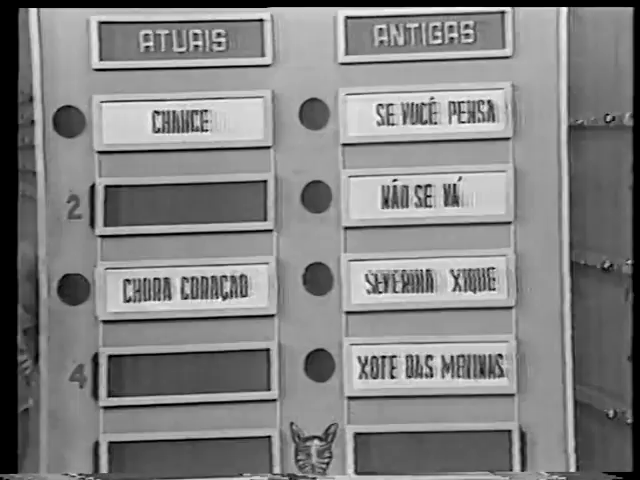 ATUAIS
ANTIGAS
CHANCE
SE VOCÊ PENSA
2
NÃO SE VÁ
CHORA CORAÇÃO
SEVERINA XIQUE
4
XOTE DAS MENINAS